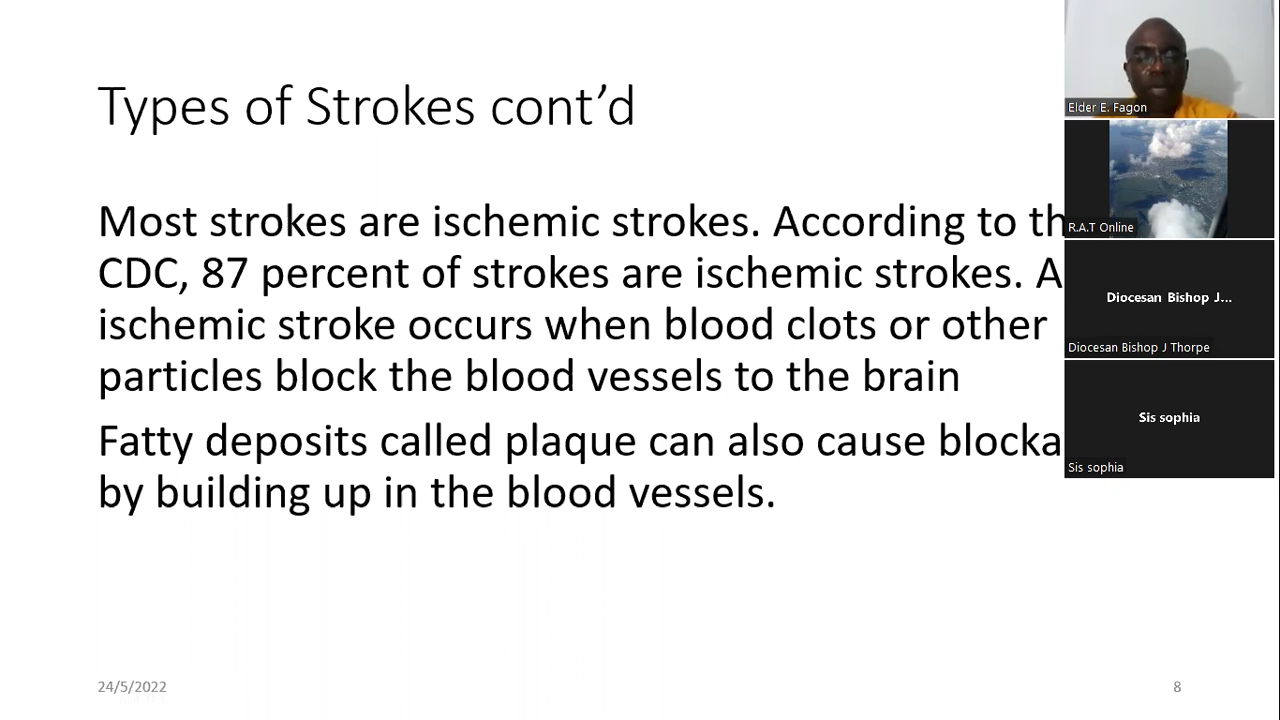 Types of Strokes cont’d
Most strokes are ischemic strokes. According to th
CDC, 87 percent of strokes are ischemic strokes. A
ischemic stroke occurs when blood clots or other
particles block the blood vessels to the brain
Fatty deposits called plaque can also cause blocka
by building up in the blood vessels.
24/5/2022
8
Elder E. Fagon
R.A.T Online
Diocesan Bishop J...
Diocesan Bishop J Thorpe
Sis sophia
Sis sophia